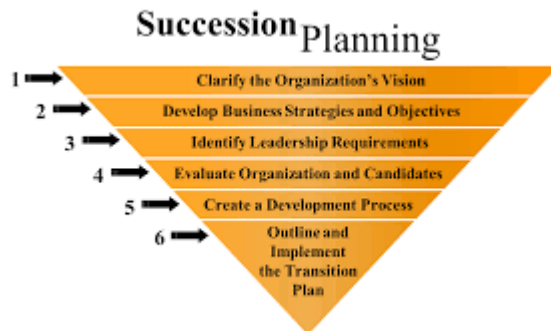 Succession Planning
1 Clarify the Organization's Vision
2 Develop Business Strategies and Objectives
3 Identify Leadership Requirements
4 Evaluate Organization and Candidates
5 Create a Development Process
6 Outline and
Implement
the Transition
Plan